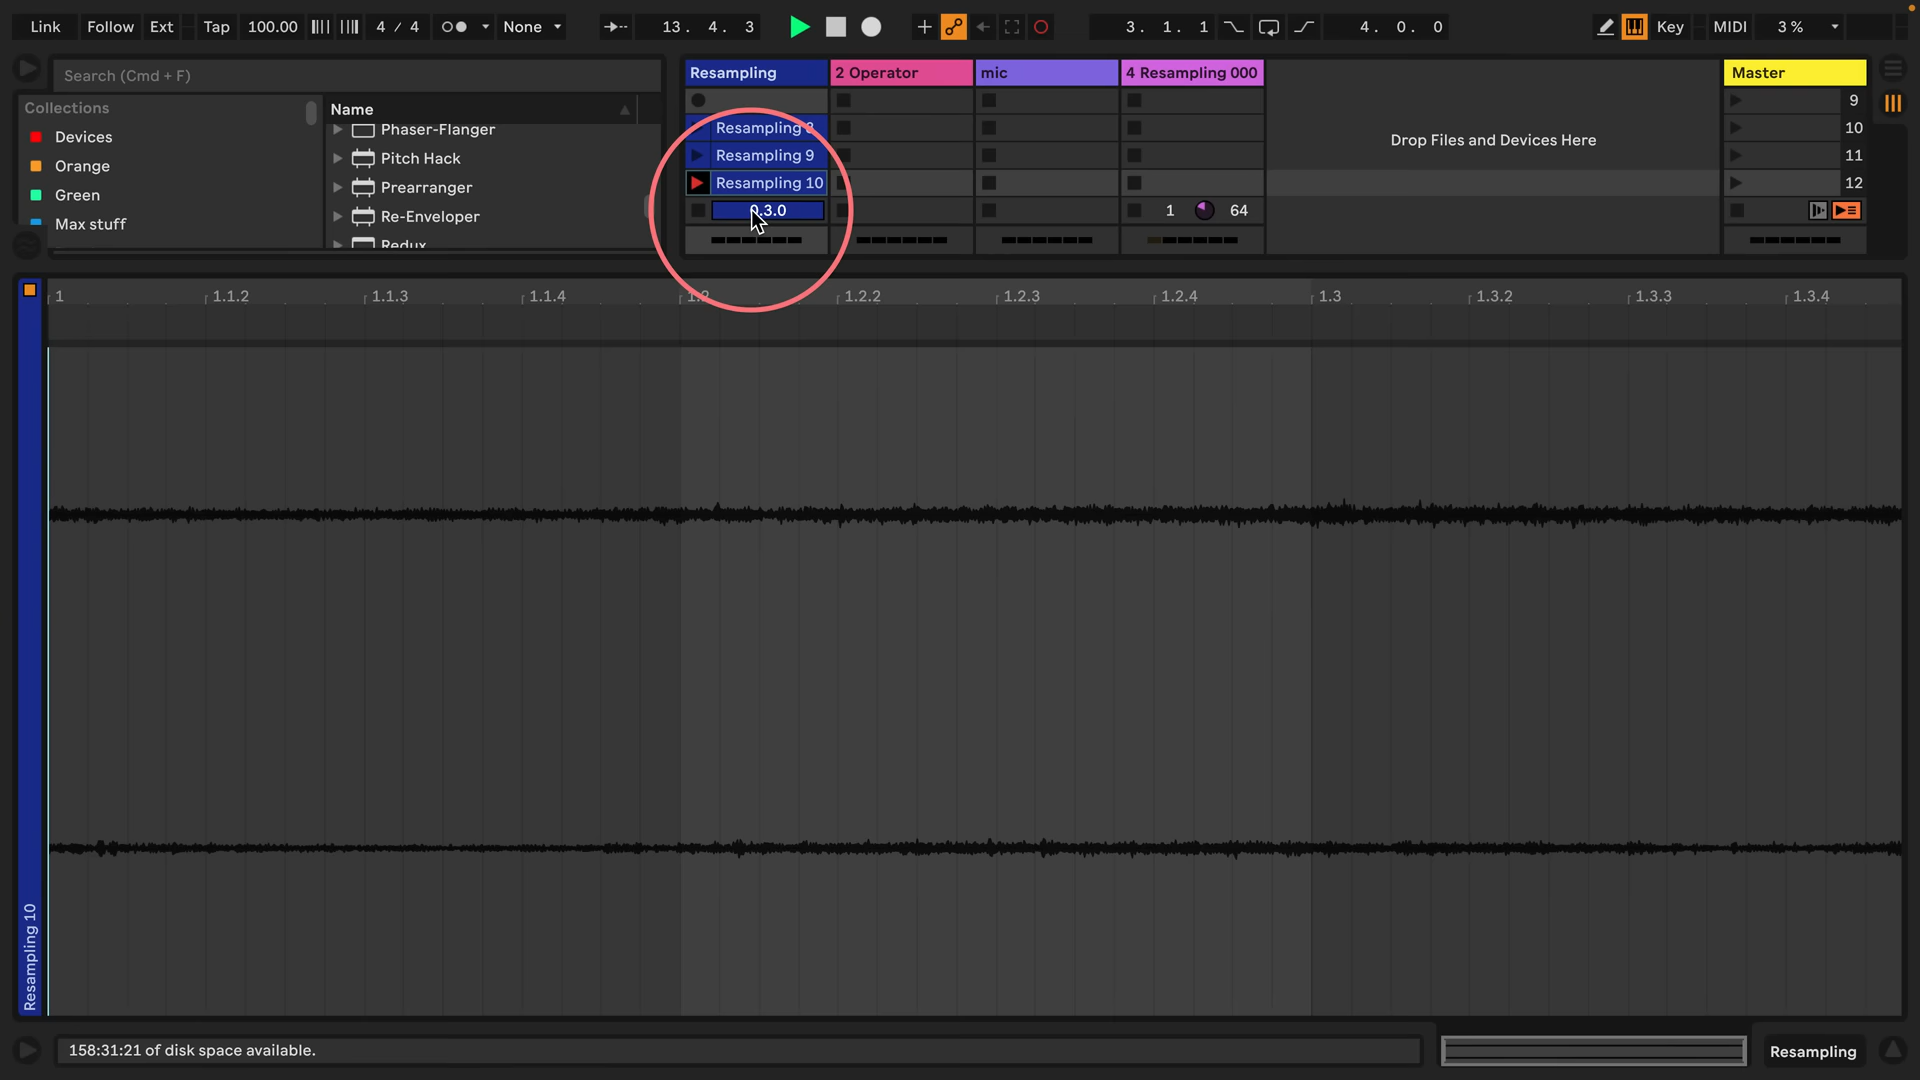 Link Follow Ext Tap 100.00 4 / 4 None 13. 4. 3 3. 1. 1 4. 0. 0 Key MIDI 3 %
Search (Cmd + F)
Collections
Devices
Orange
Green
Max stuff
Name
Phaser-Flanger
Pitch Hack
Prearranger
Re-Enveloper
Redux
Resampling 2 Operator mic 4 Resampling 000 Master
9
Resampling 8 10
Resampling 9 11
Resampling 10 12
0.3.0 1 64
Drop Files and Devices Here
1 1.1.2 1.1.3 1.1.4 1.2 1.2.2 1.2.3 1.2.4 1.3 1.3.2 1.3.3 1.3.4
Resampling 10
158:31:21 of disk space available.
Resampling